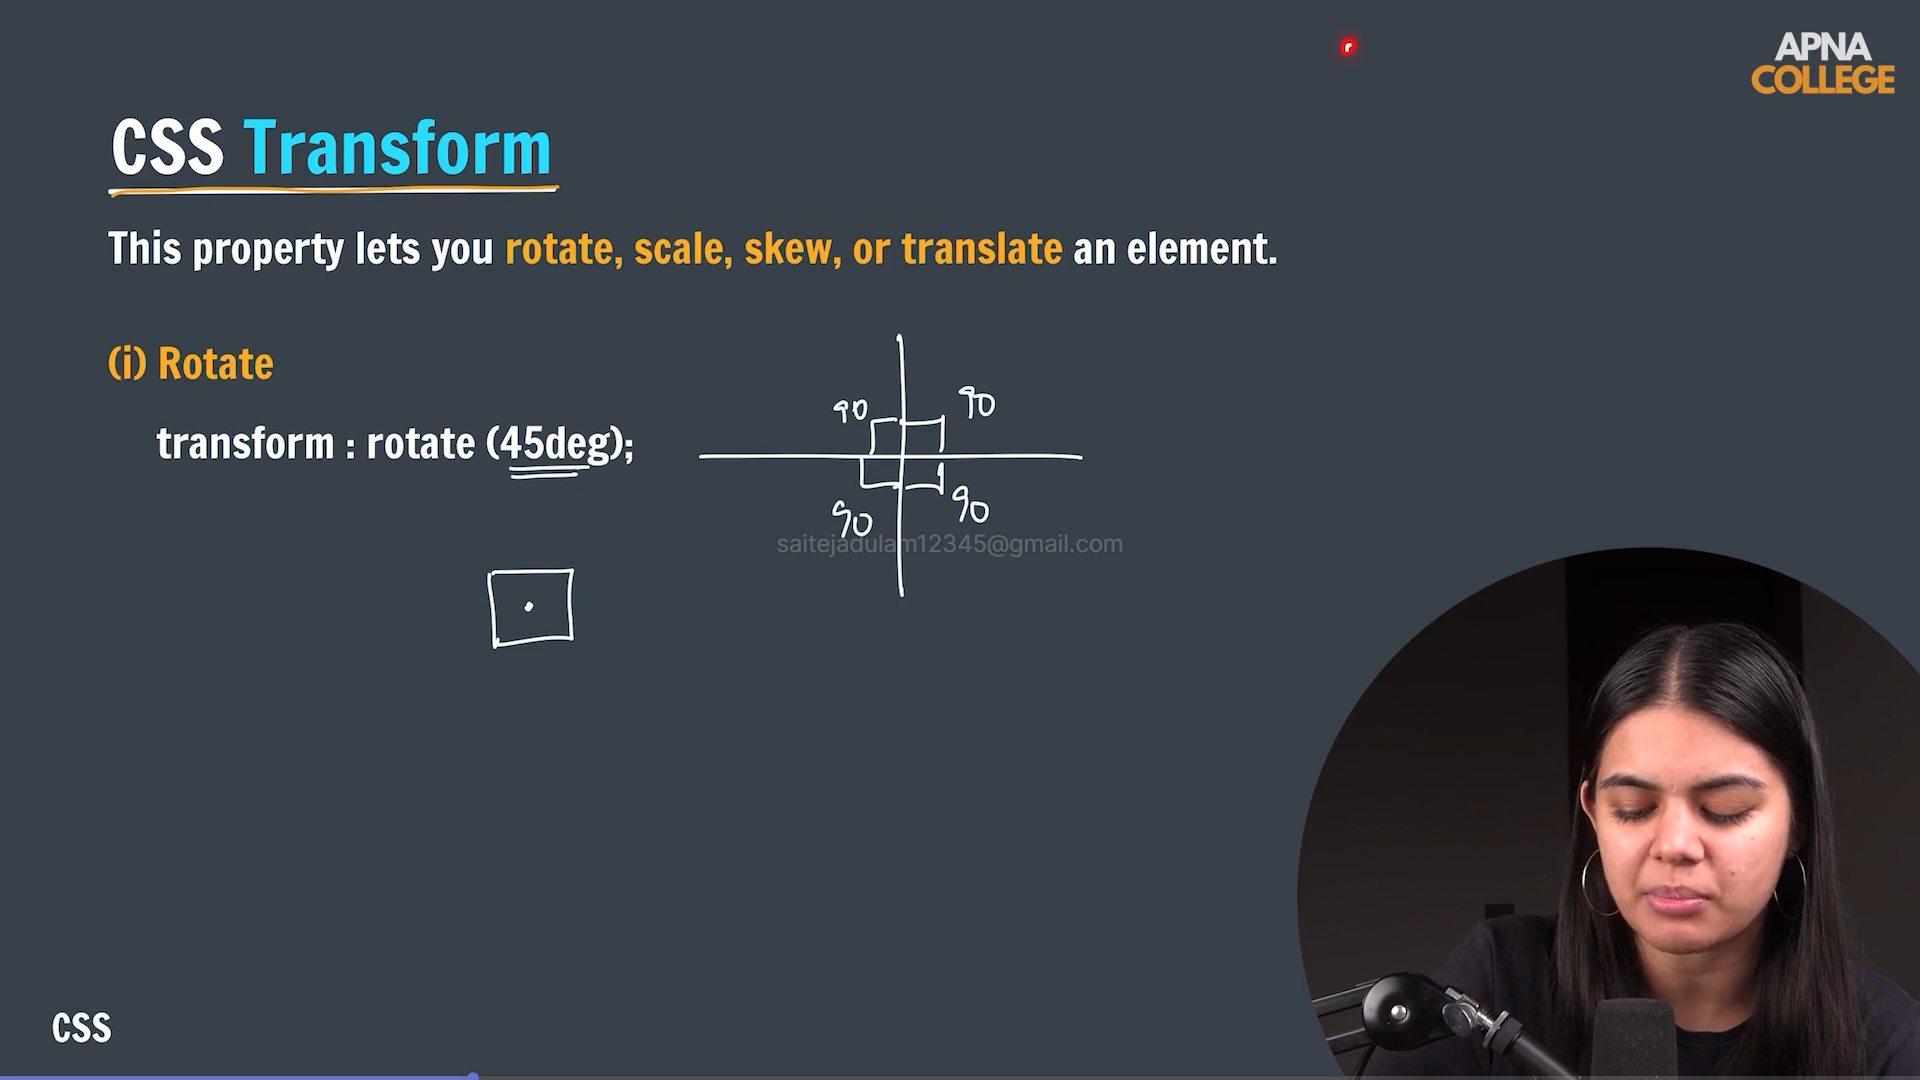 APNA
COLLEGE
CSS Transform
This property lets you rotate, scale, skew, or translate an element.
(i) Rotate
transform : rotate (45deg);
90 90
90 90
saitejadulam12345@gmail.com
CSS